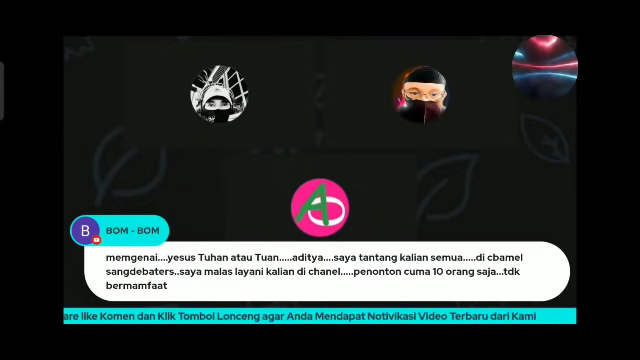 BOM - BOM
memgenai....yesus Tuhan atau Tuan.....aditya....saya tantang kalian semua.....di cbamel
sangdebaters..saya malas layani kalian di chanel.....penonton cuma 10 orang saja...tdk
bermamfaat
are like Komen dan Klik Tombol Lonceng agar Anda Mendapat Notivikasi Video Terbaru dari Kami